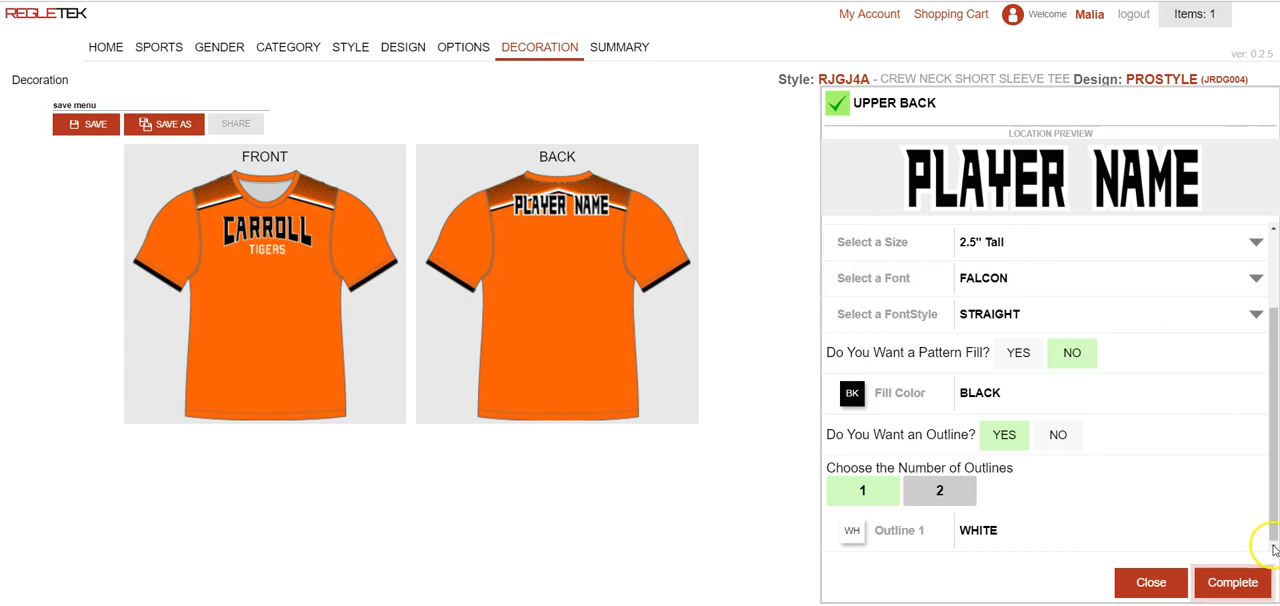 REGLETEK
My Account Shopping Cart Welcome Malia logout Items: 1
HOME SPORTS GENDER CATEGORY STYLE DESIGN OPTIONS DECORATION SUMMARY
ver: 0.2.5
Decoration
Style: RJGJ4A - CREW NECK SHORT SLEEVE TEE Design: PROSTYLE (JRDG004)
save menu
SAVE SAVE AS SHARE
FRONT
CARROLL
TIGERS
BACK
PLAYER NAME
UPPER BACK
LOCATION PREVIEW
PLAYER NAME
Select a Size 2.5" Tall
Select a Font FALCON
Select a FontStyle STRAIGHT
Do You Want a Pattern Fill? YES NO
BK Fill Color BLACK
Do You Want an Outline? YES NO
Choose the Number of Outlines
1 2
WH Outline 1 WHITE
Close Complete